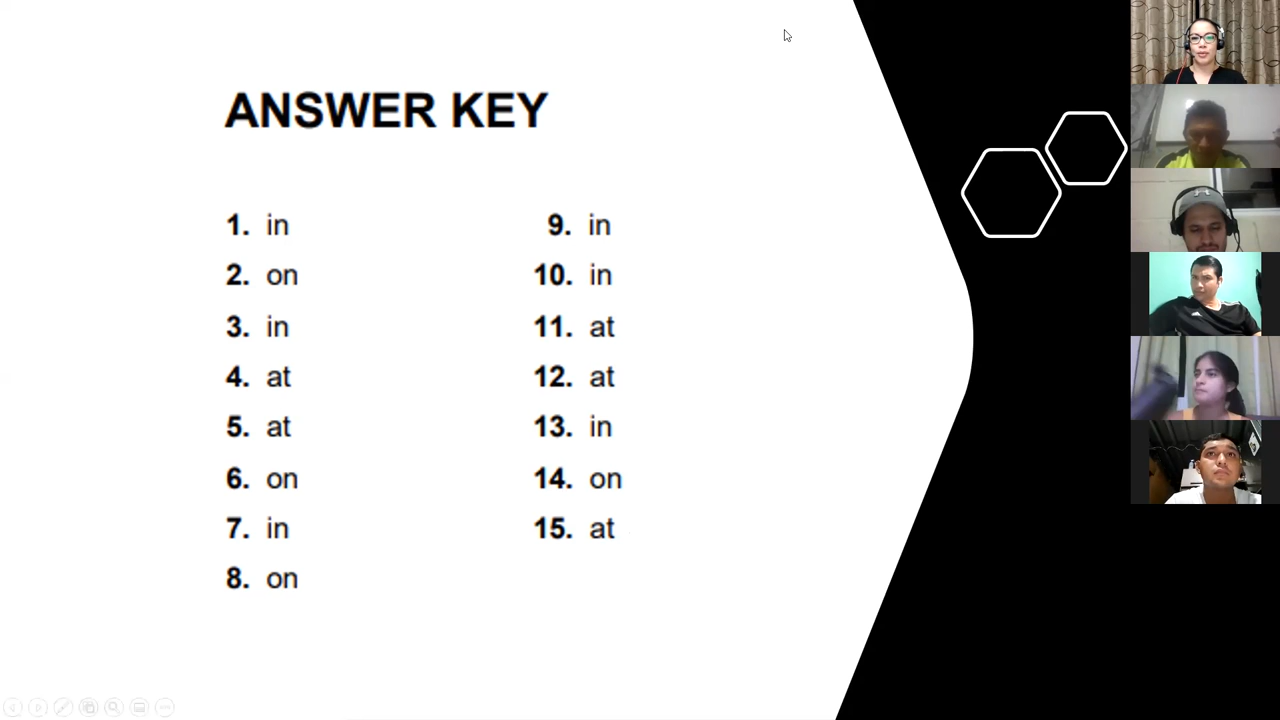 ANSWER KEY
1. in
2. on
3. in
4. at
5. at
6. on
7. in
8. on
9. in
10. in
11. at
12. at
13. in
14. on
15. at